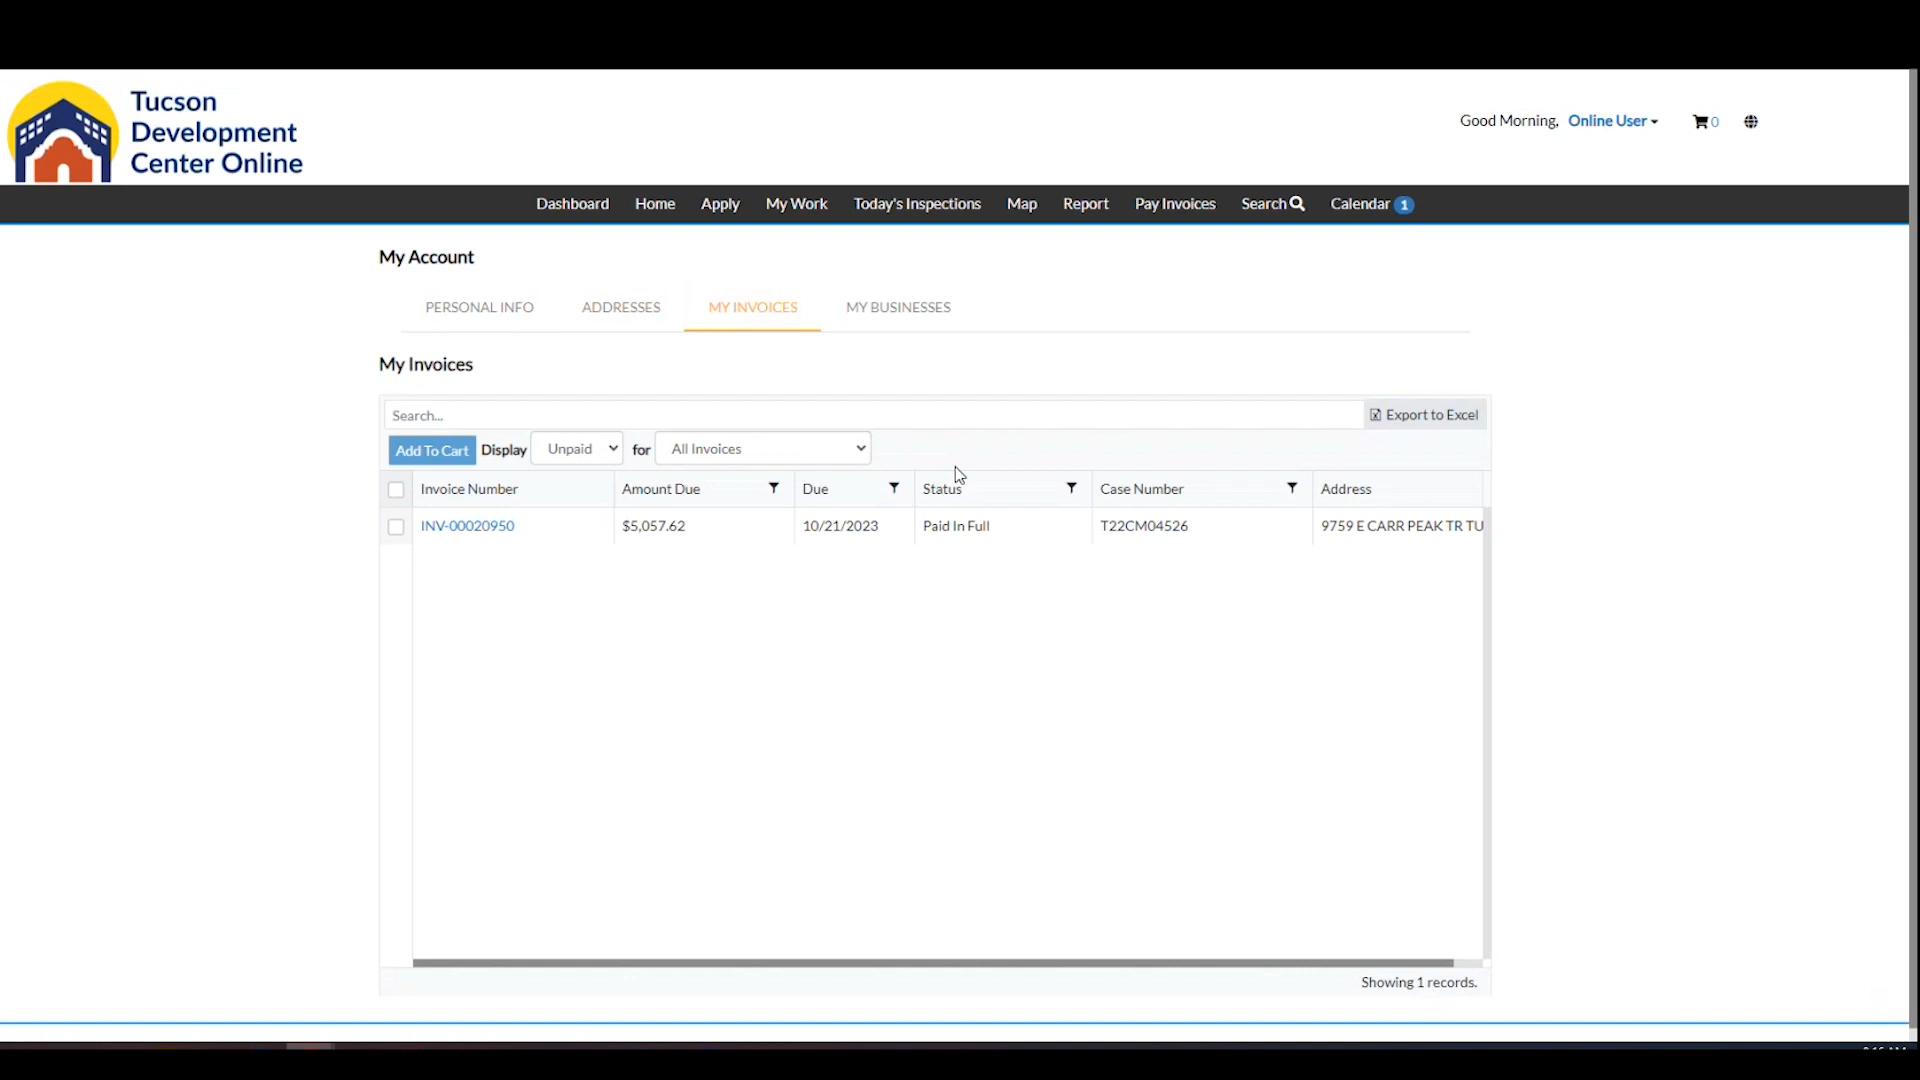 Tucson
Development
Center Online
Good Morning, Online User 0
Dashboard Home Apply My Work Today's Inspections Map Report Pay Invoices Search Calendar 1
My Account
PERSONAL INFO ADDRESSES MY INVOICES MY BUSINESSES
My Invoices
Search... Export to Excel
Add To Cart Display Unpaid for All Invoices
Invoice Number Amount Due Due Status Case Number Address
INV-00020950 $5,057.62 10/21/2023 Paid In Full T22CM04526 9759 E CARR PEAK TR TU
Showing 1 records.